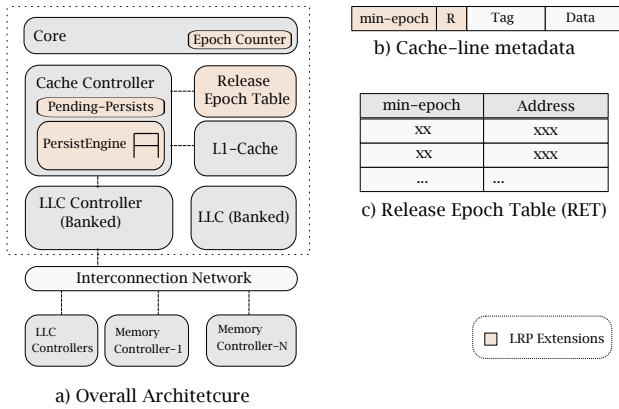 Core
Epoch Counter
Cache Controller
Pending-Persists
PersistEngine
Release
Epoch Table
L1-Cache
LLC Controller
(Banked)
LLC (Banked)
Interconnection Network
LLC
Controllers
Memory
Controller-1
Memory
Controller-N
a) Overall Architetcure
min-epoch R Tag Data
b) Cache-line metadata
min-epoch Address
xx xxx
xx xxx
... ...
c) Release Epoch Table (RET)
LRP Extensions